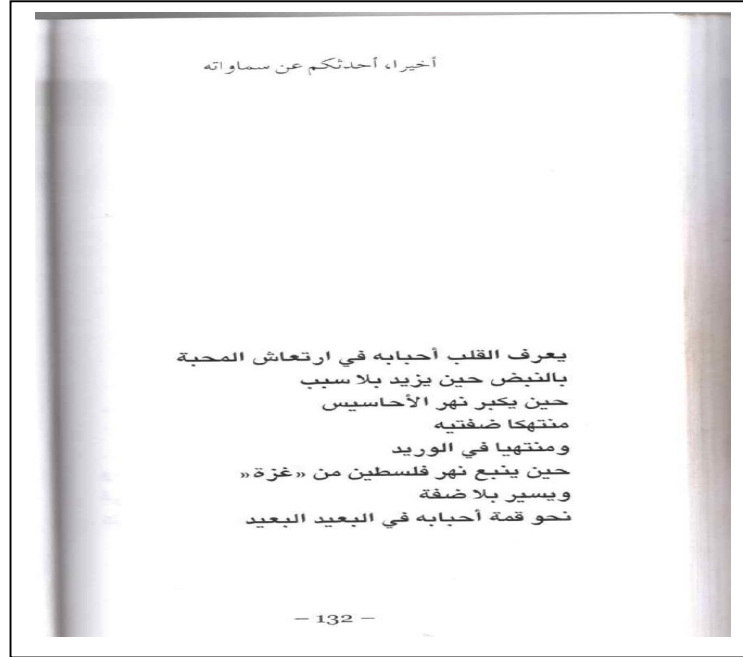 أخيرا، أحدثكم عن سماواته
يعرف القلب أحبابه في ارتعاش المحبة
بالنبض حين يزيد بلا سبب
حين يكبر نهر الأحاسيس
منتهكا ضفتيه
ومنتهيا في الوريد
حين ينبع نهر فلسطين من «غزة«
ويسير بلا ضفة
نحو قمة أحبابه في البعيد البعيد
– 132 –